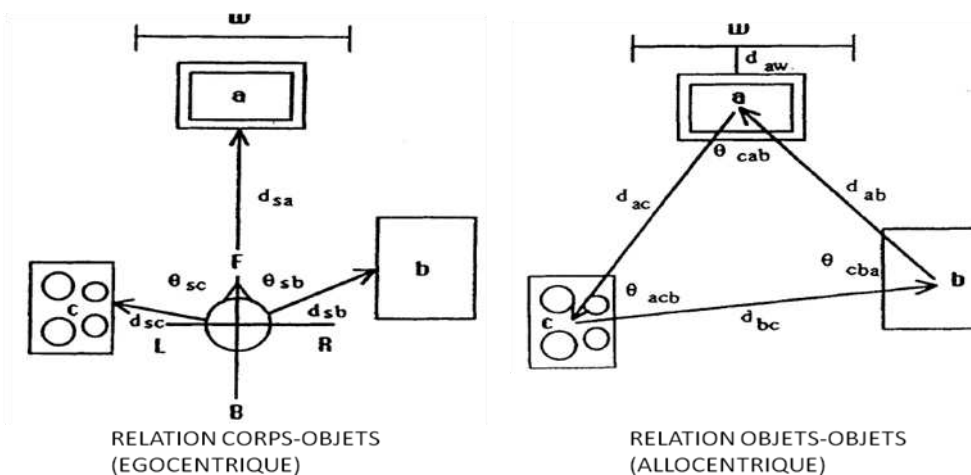 w
a
d sa
F
θ sc
θ sb
b
c
d sc
d sb
L
R
B
RELATION CORPS-OBJETS
(EGOCENTRIQUE)
w
d aw
a
θ cab
d ac
d ab
θ cba
θ acb
b
c
d bc
RELATION OBJETS-OBJETS
(ALLOCENTRIQUE)